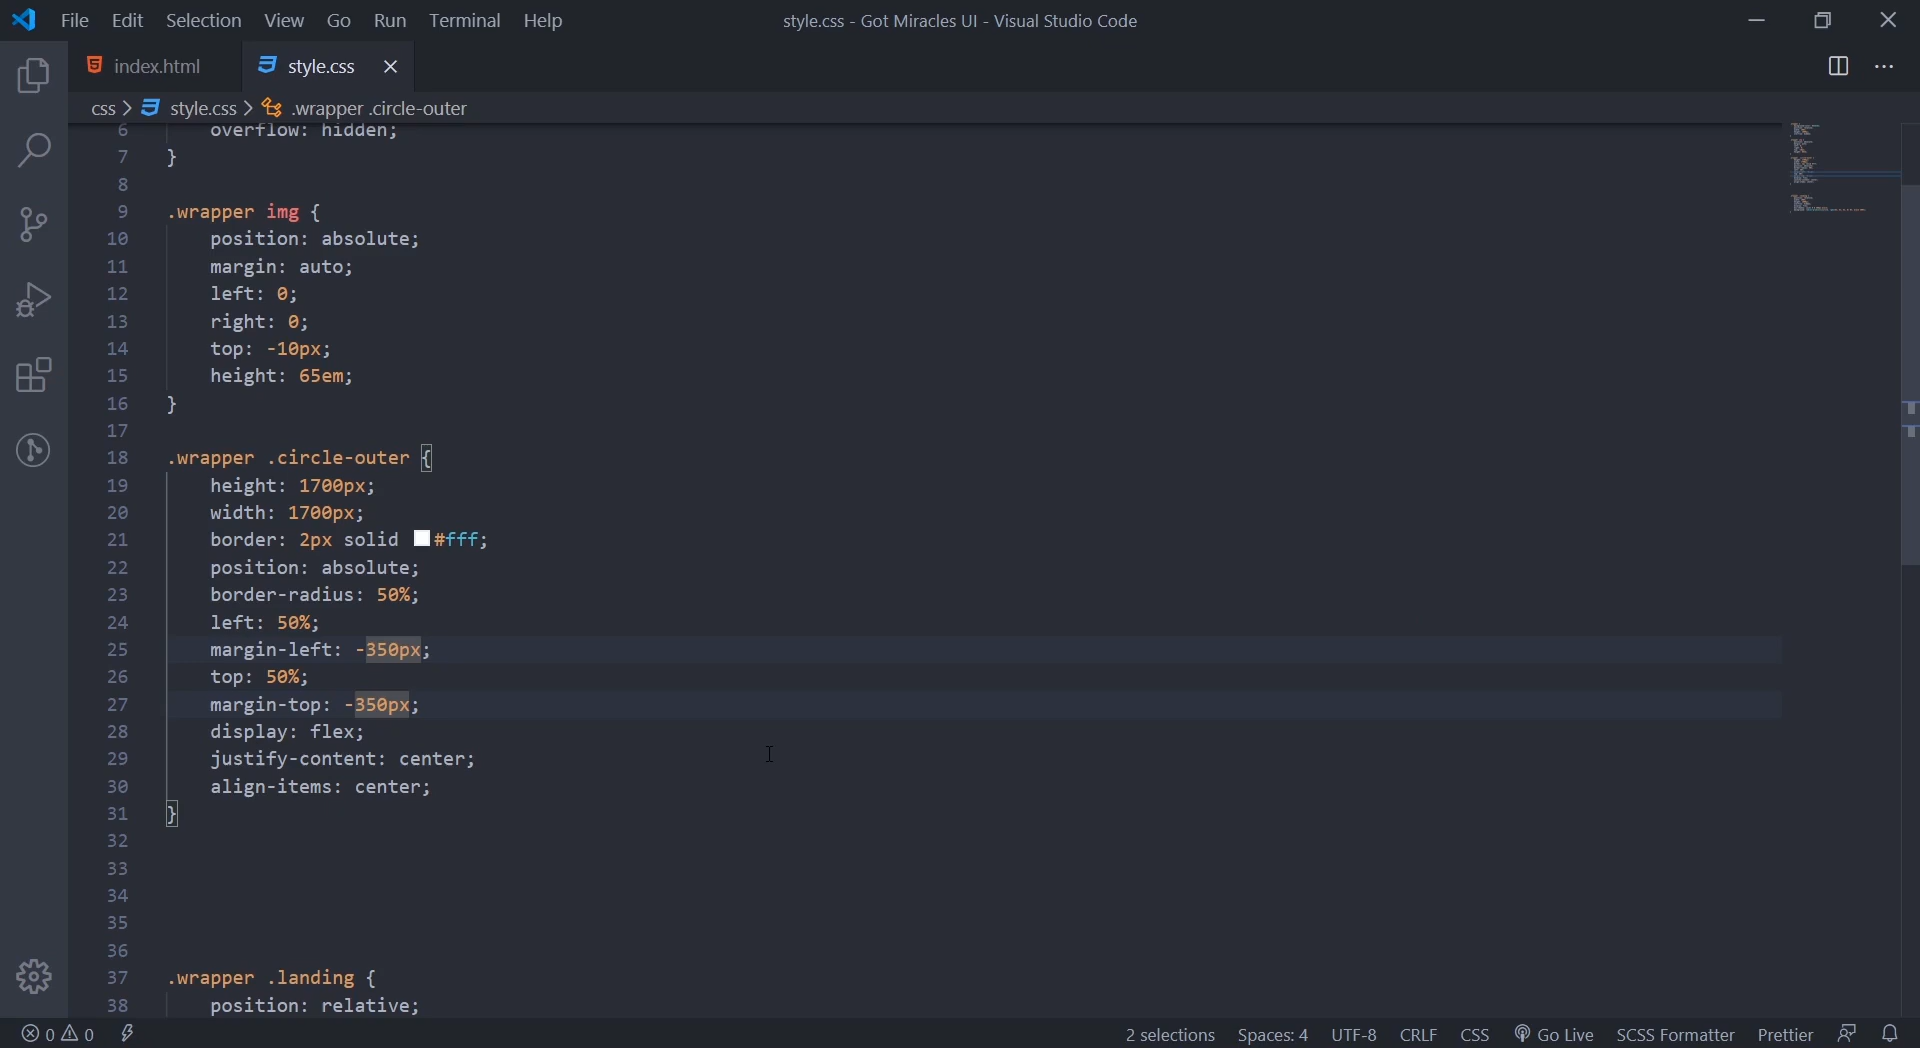 File Edit Selection View Go Run Terminal Help style.css - Got Miracles UI - Visual Studio Code
index.html style.css
css > style.css > .wrapper .circle-outer
6 overflow: hidden;
7 }
8
9 .wrapper img {
10 position: absolute;
11 margin: auto;
12 left: 0;
13 right: 0;
14 top: -10px;
15 height: 65em;
16 }
17
18 .wrapper .circle-outer {
19 height: 1700px;
20 width: 1700px;
21 border: 2px solid #fff;
22 position: absolute;
23 border-radius: 50%;
24 left: 50%;
25 margin-left: -350px;
26 top: 50%;
27 margin-top: -350px;
28 display: flex;
29 justify-content: center;
30 align-items: center;
31 }
32
33
34
35
36
37 .wrapper .landing {
38 position: relative;
0 0 2 selections Spaces: 4 UTF-8 CRLF CSS Go Live SCSS Formatter Prettier